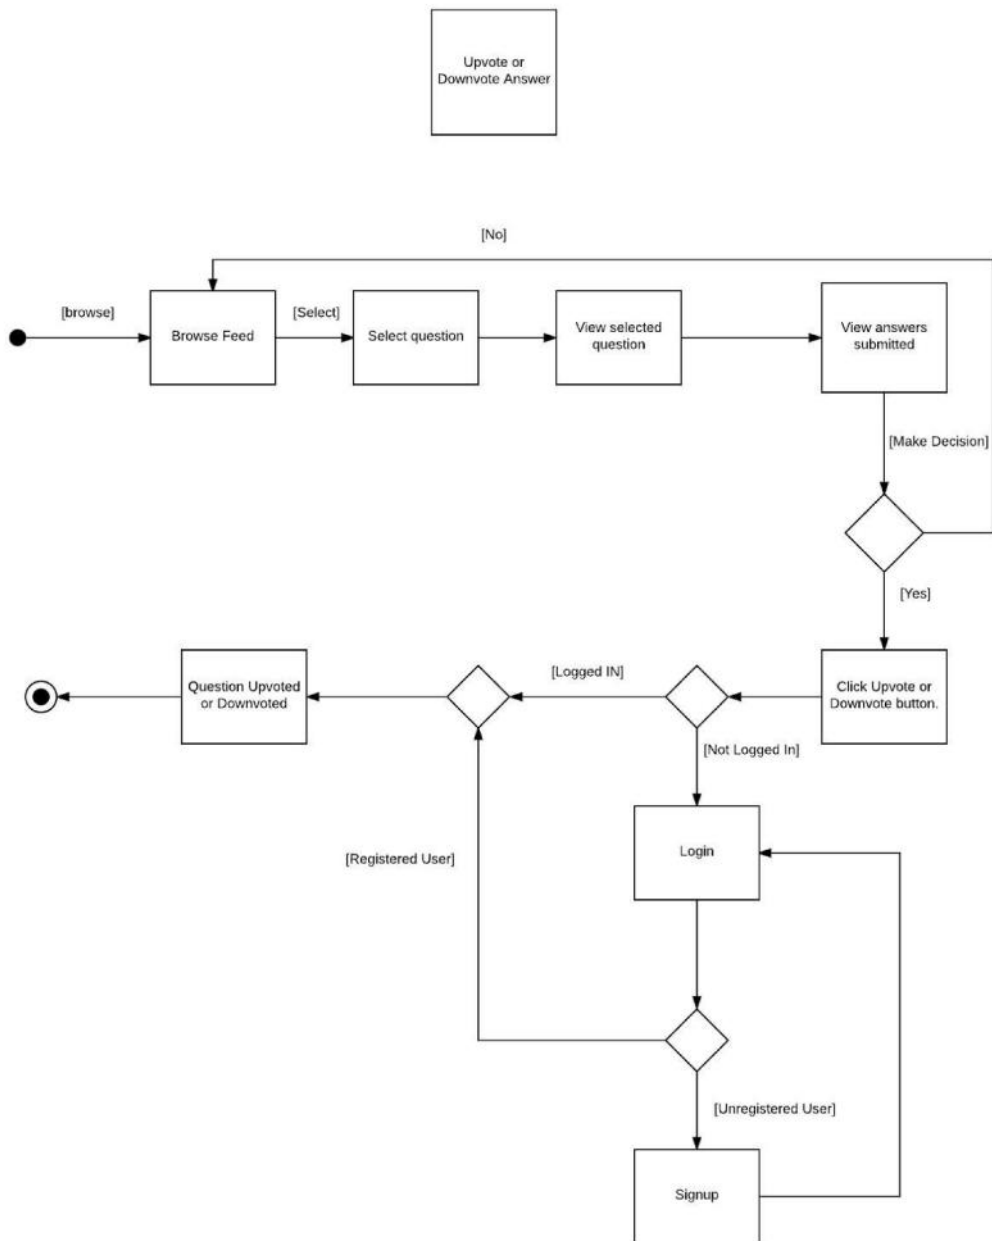 Upvote or
Downvote Answer
[No]
[browse]
Browse Feed
[Select]
Select question
View selected
question
View answers
submitted
[Make Decision]
[Yes]
Question Upvoted
or Downvoted
[Logged IN]
Click Upvote or
Downvote button.
[Not Logged In]
[Registered User]
Login
[Unregistered User]
Signup